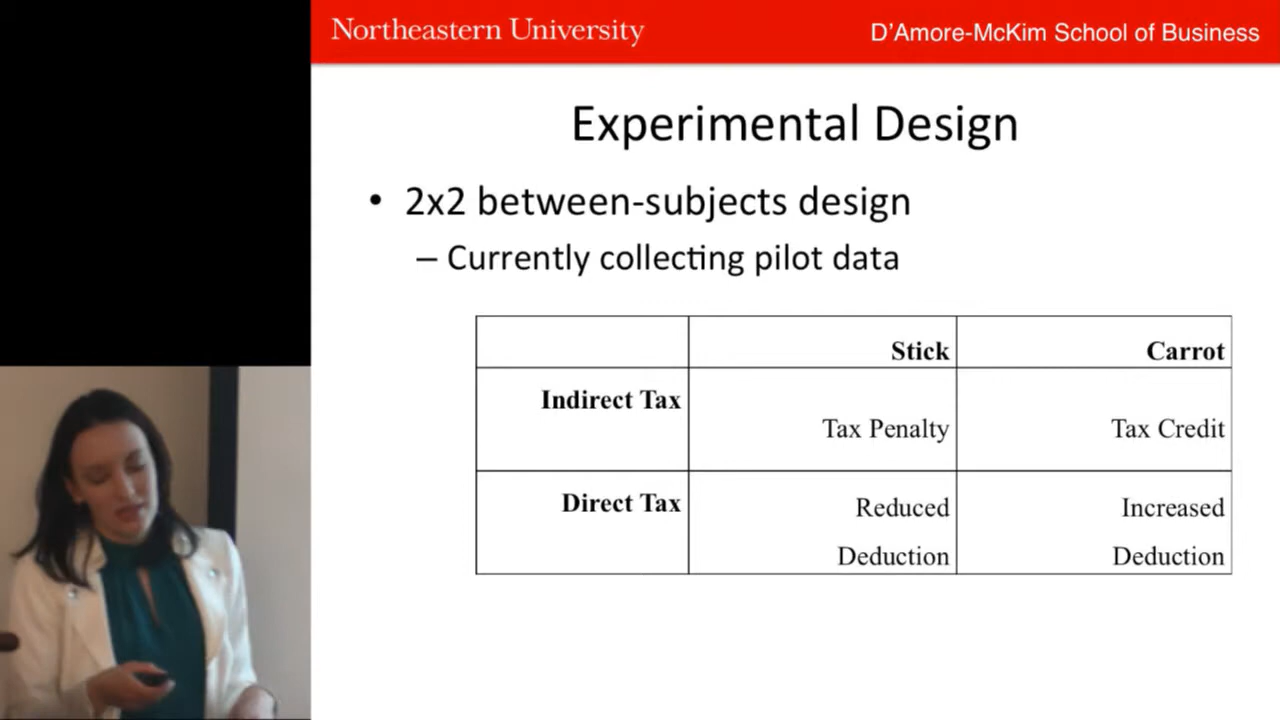 Northeastern University
D'Amore-McKim School of Business
Experimental Design
• 2x2 between-subjects design
– Currently collecting pilot data
Stick Carrot
Indirect Tax
Tax Penalty Tax Credit
Direct Tax Reduced Increased
Deduction Deduction